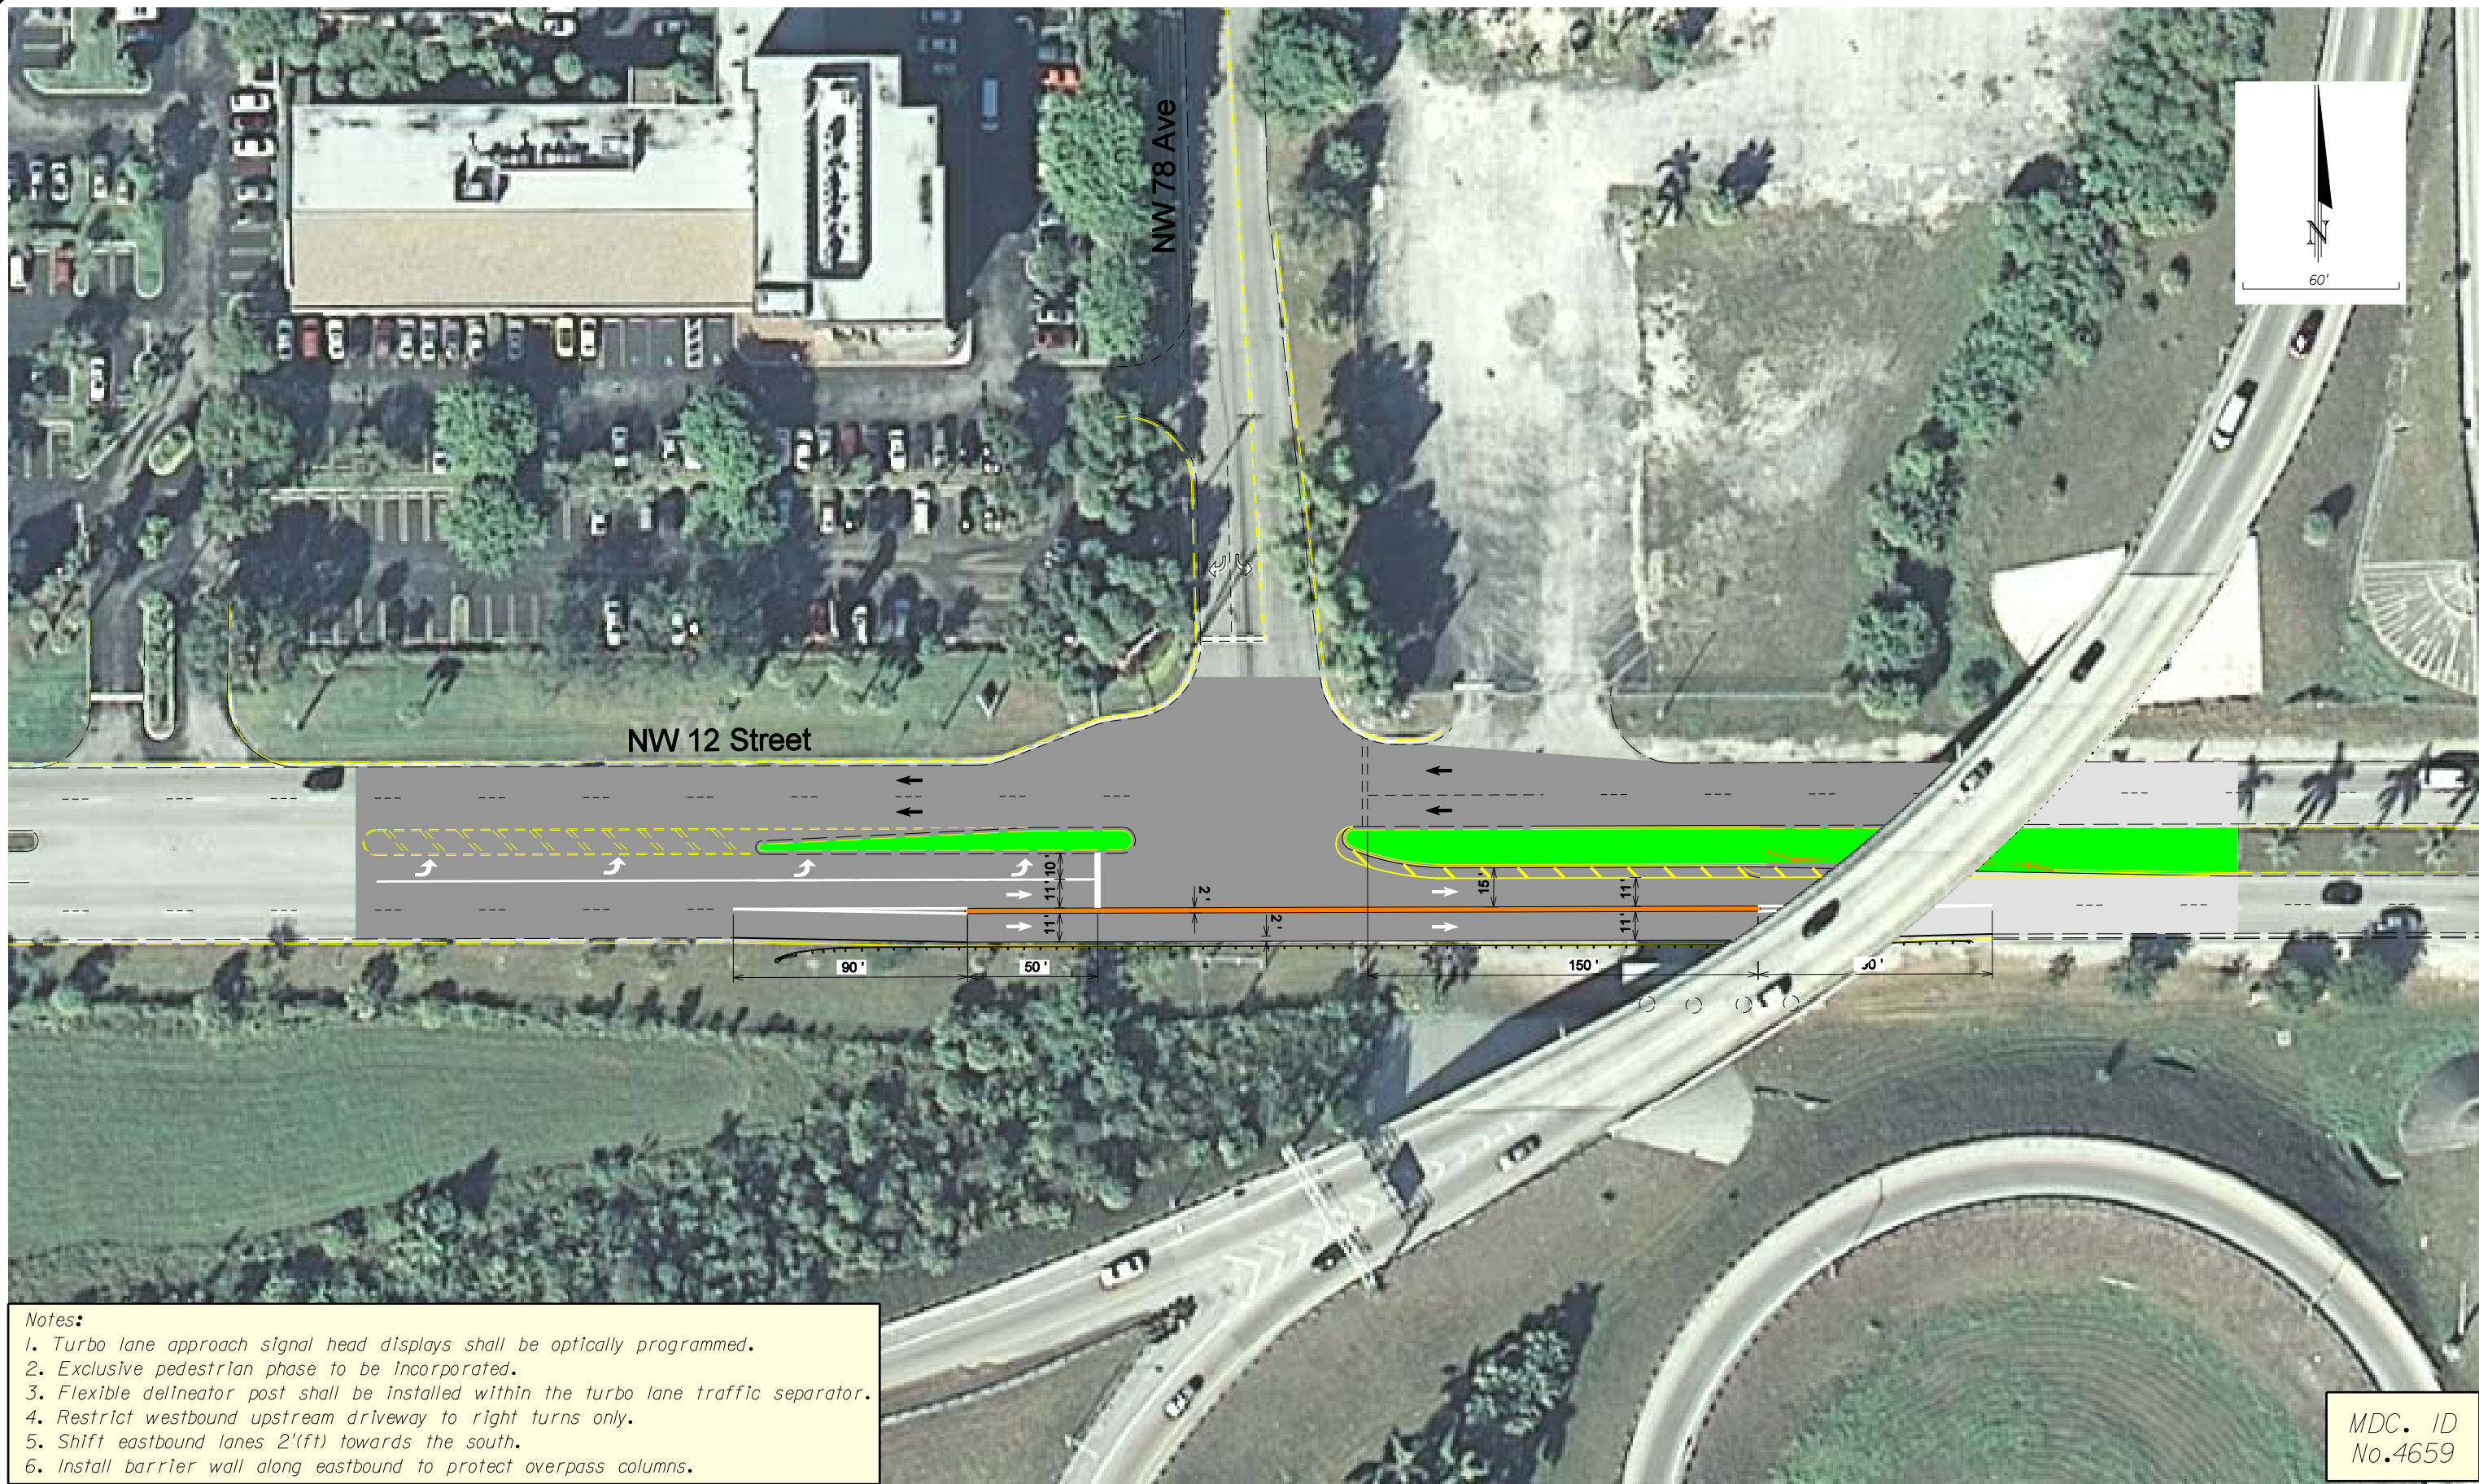 NW 78 Ave
N
60'
NW 12 Street
10'
11'
11'
2'
2'
15'
11'
11'
90'
50'
150'
Notes:
1. Turbo lane approach signal head displays shall be optically programmed.
2. Exclusive pedestrian phase to be incorporated.
3. Flexible delineator post shall be installed within the turbo lane traffic separator.
4. Restrict westbound upstream driveway to right turns only.
5. Shift eastbound lanes 2'(ft) towards the south.
6. Install barrier wall along eastbound to protect overpass columns.
MDC. ID
No.4659